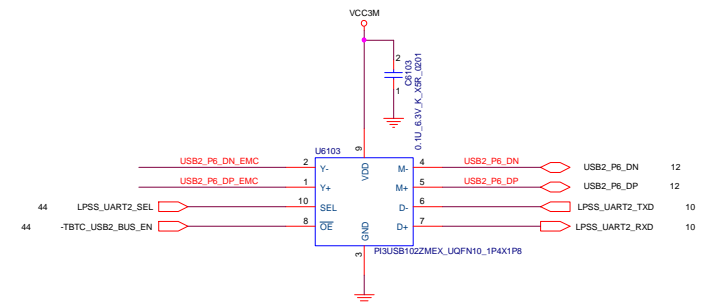 VCC3M
2
C6103
1
0.1U_6.3V_K_X5R_0201
U6103
9
VDD
USB2_P6_DN_EMC 2 Y- M- 4 USB2_P6_DN USB2_P6_DN 12
USB2_P6_DP_EMC 1 Y+ M+ 5 USB2_P6_DP USB2_P6_DP 12
44 LPSS_UART2_SEL 10 SEL D- 6 LPSS_UART2_TXD 10
44 -TBTC_USB2_BUS_EN 8 OE D+ 7 LPSS_UART2_RXD 10
GND
3
PI3USB102ZMEX_UQFN10_1P4X1P8